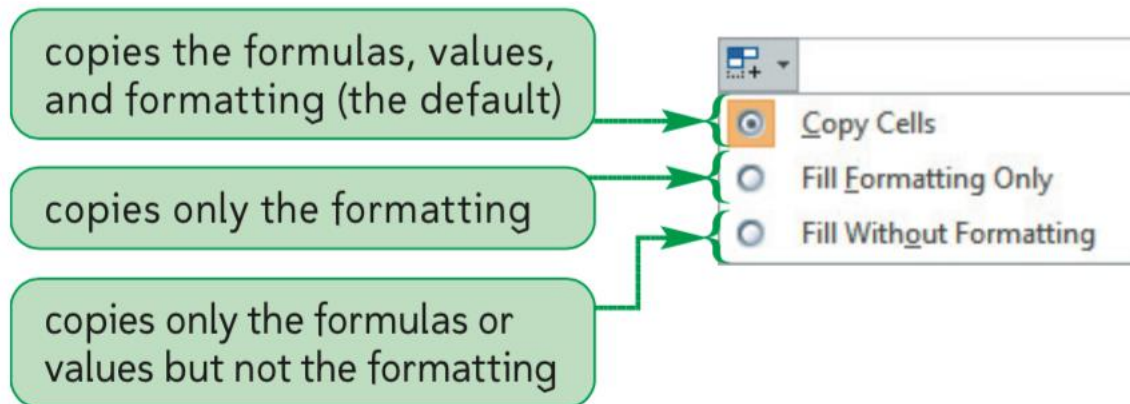 copies the formulas, values,
and formatting (the default)
Copy Cells
copies only the formatting
Fill Formatting Only
Fill Without Formatting
copies only the formulas or
values but not the formatting